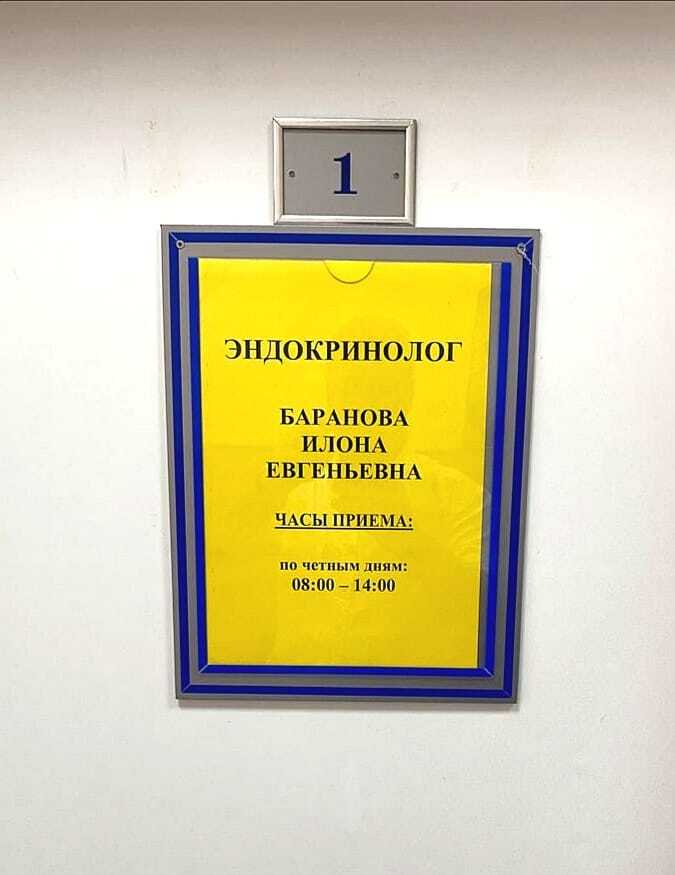 1
ЭНДОКРИНОЛОГ
БАРАНОВА
ИЛОНА
ЕВГЕНЬЕВНА
ЧАСЫ ПРИЕМА:
по четным дням:
08:00 – 14:00